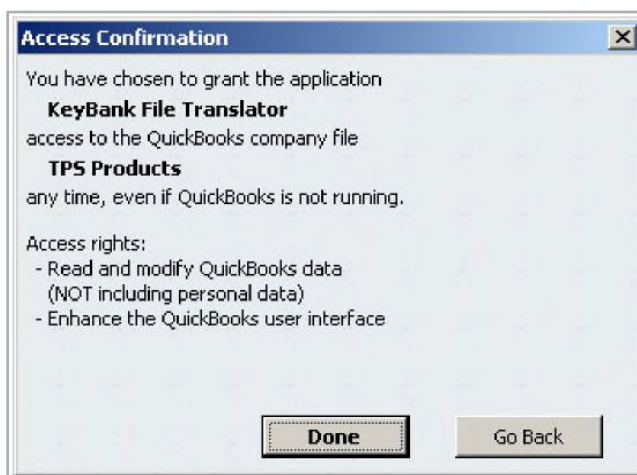 Access Confirmation
You have chosen to grant the application
KeyBank File Translator
access to the QuickBooks company file
TPS Products
any time, even if QuickBooks is not running.
Access rights:
- Read and modify QuickBooks data
(NOT including personal data)
- Enhance the QuickBooks user interface
Done
Go Back